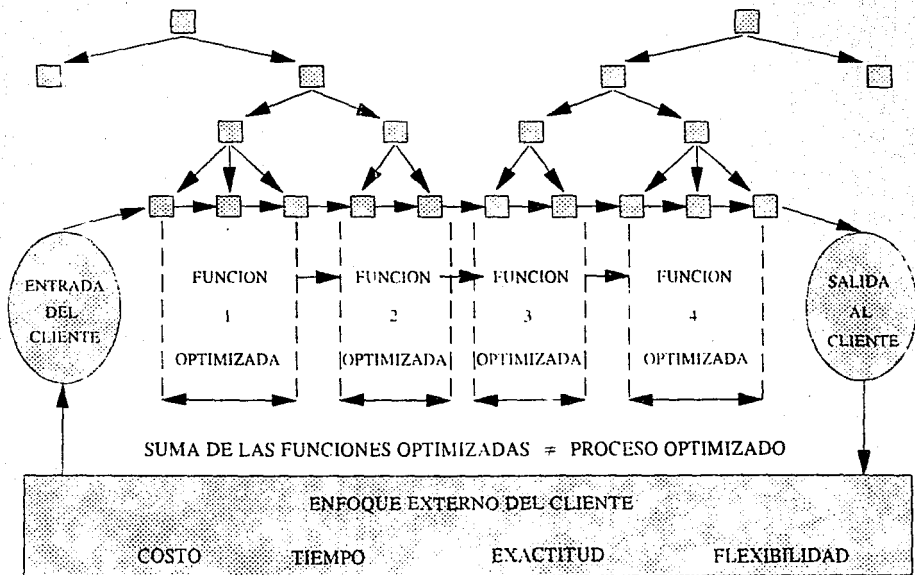 ENTRADA
DEL
CLIENTE
FUNCION
1
OPTIMIZADA
FUNCION
2
OPTIMIZADA
FUNCION
3
OPTIMIZADA
FUNCION
4
OPTIMIZADA
SALIDA
AL
CLIENTE
SUMA DE LAS FUNCIONES OPTIMIZADAS ≠ PROCESO OPTIMIZADO
ENFOQUE EXTERNO DEL CLIENTE
COSTO TIEMPO EXACTITUD FLEXIBILIDAD